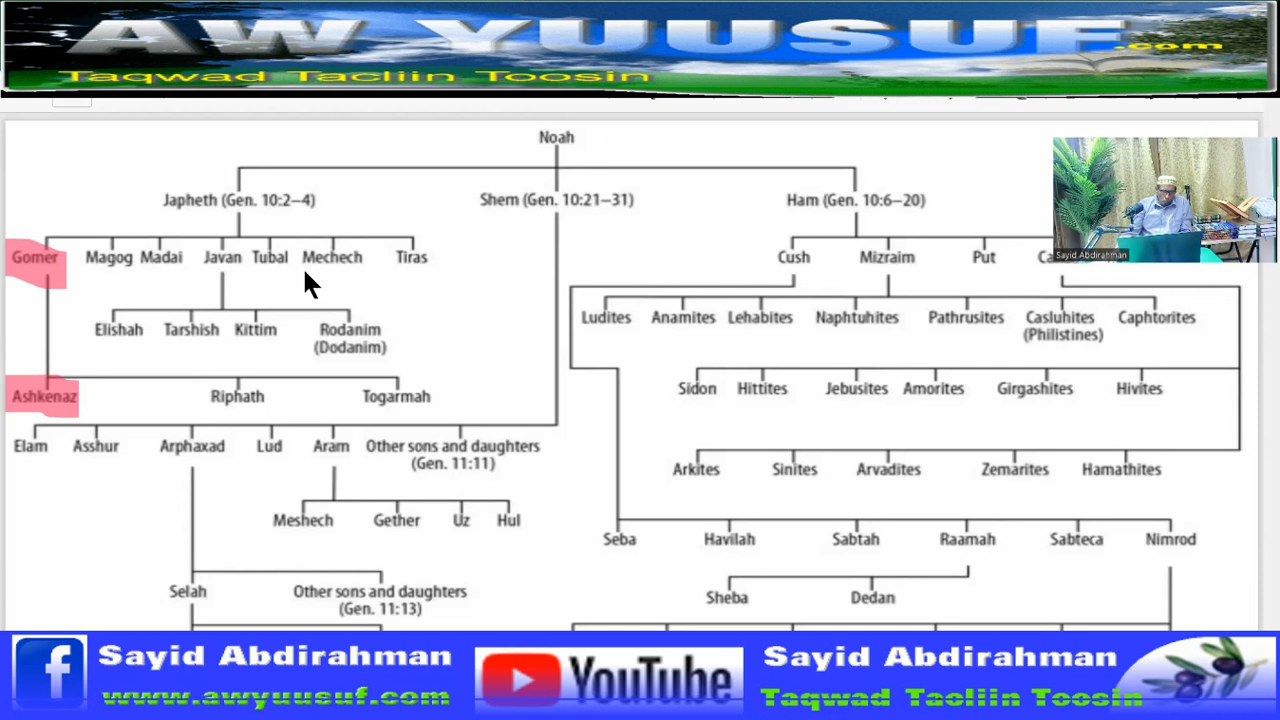 AW YUUSUF.com
Taqwad Tacliin Toosin
Noah
Japheth (Gen. 10:2–4) Shem (Gen. 10:21–31) Ham (Gen. 10:6–20)
Sayid Abdirahman
Gomer Magog Madai Javan Tubal Mechech Tiras Cush Mizraim Put
Elishah Tarshish Kittim Rodanim
(Dodanim)
Ludites Anamites Lehabites Naphtuhites Pathrusites Casluhites Caphtorites
(Philistines)
Ashkenaz Riphath Togarmah
Sidon Hittites Jebusites Amorites Girgashites Hivites
Elam Asshur Arphaxad Lud Aram Other sons and daughters
(Gen. 11:11)
Arkites Sinites Arvadites Zemarites Hamathites
Meshech Gether Uz Hul
Seba Havilah Sabtah Raamah Sabteca Nimrod
Selah Other sons and daughters
(Gen. 11:13)
Sheba Dedan
f Sayid Abdirahman
www.awyuusuf.com
YouTube
Sayid Abdirahman
Taqwad Taoliin Toosin